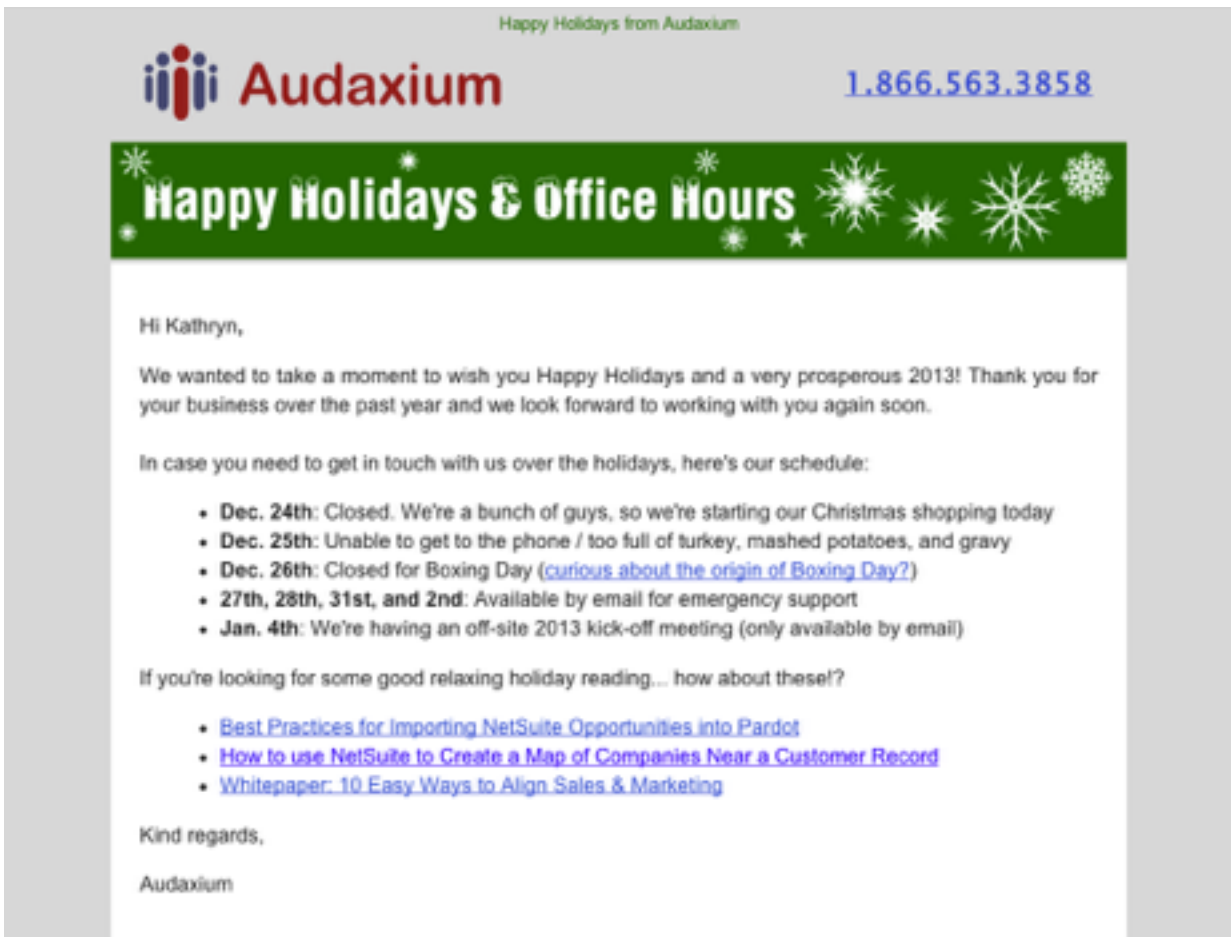 Happy Holidays from Audaxium
Audaxium
1.866.563.3858
Happy Holidays & Office Hours
Hi Kathryn,
We wanted to take a moment to wish you Happy Holidays and a very prosperous 2013! Thank you for
your business over the past year and we look forward to working with you again soon.
In case you need to get in touch with us over the holidays, here's our schedule:
• Dec. 24th: Closed. We're a bunch of guys, so we're starting our Christmas shopping today
• Dec. 25th: Unable to get to the phone / too full of turkey, mashed potatoes, and gravy
• Dec. 26th: Closed for Boxing Day (curious about the origin of Boxing Day?)
• 27th, 28th, 31st, and 2nd: Available by email for emergency support
• Jan. 4th: We're having an off-site 2013 kick-off meeting (only available by email)
If you're looking for some good relaxing holiday reading... how about these!?
• Best Practices for Importing NetSuite Opportunities into Pardot
• How to use NetSuite to Create a Map of Companies Near a Customer Record
• Whitepaper: 10 Easy Ways to Align Sales & Marketing
Kind regards,
Audaxium